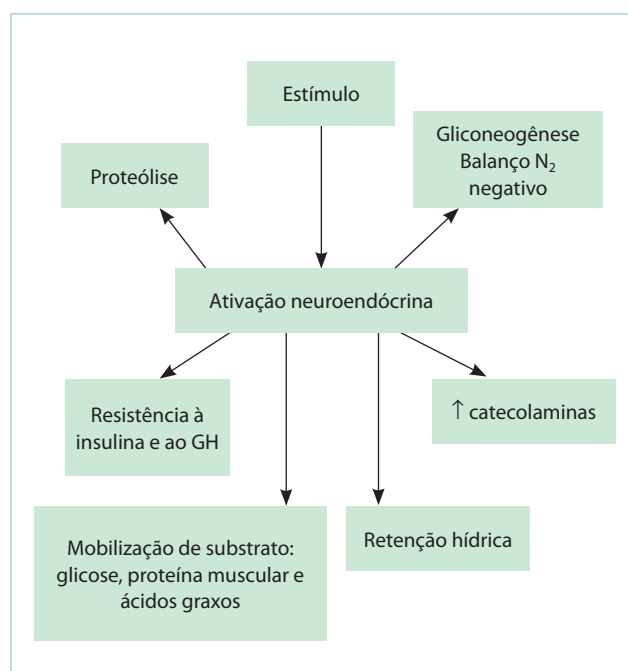 Estímulo
Gliconeogênese
Balanço N₂
negativo
Proteólise
Ativação neuroendócrina
Resistência à
insulina e ao GH
↑ catecolaminas
Mobilização de substrato:
glicose, proteína muscular e
ácidos graxos
Retenção hídrica